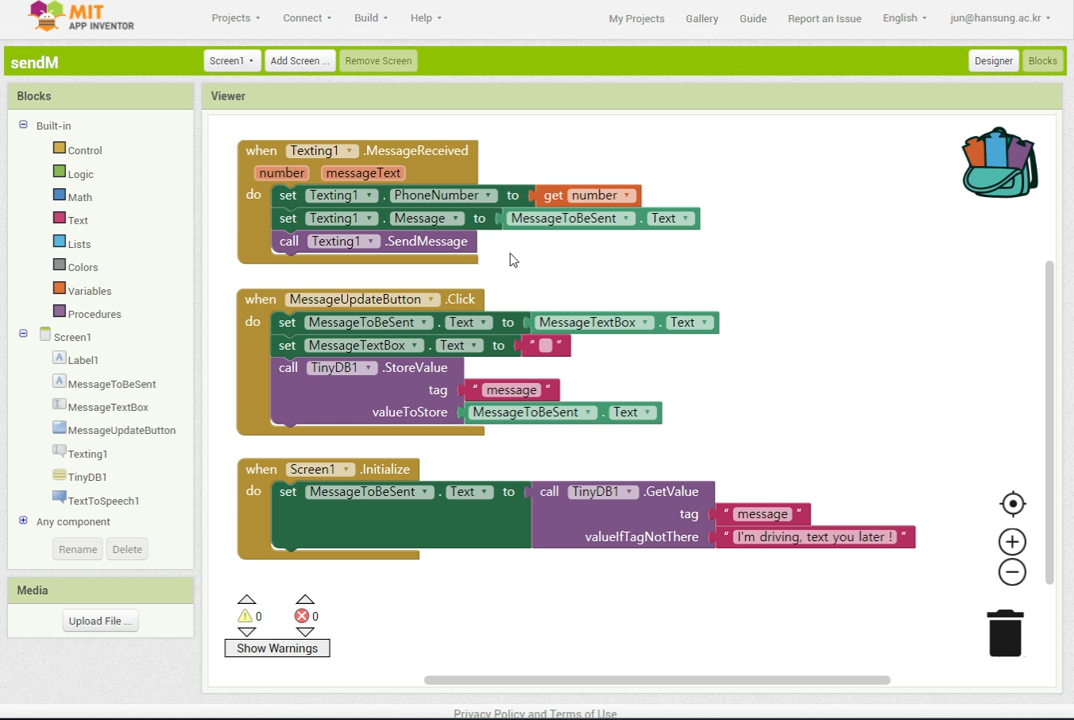 MIT
APP INVENTOR
Projects Connect Build Help My Projects Gallery Guide Report an Issue English jun@hansung.ac.kr
sendM Screen1 Add Screen ... Remove Screen Designer Blocks
Blocks
Built-in
Control
Logic
Math
Text
Lists
Colors
Variables
Procedures
Screen1
Label1
MessageToBeSent
MessageTextBox
MessageUpdateButton
Texting1
TinyDB1
TextToSpeech1
Any component
Rename Delete
Media
Upload File ...
Viewer
when Texting1 .MessageReceived
number messageText
do set Texting1 . PhoneNumber to get number
set Texting1 . Message to MessageToBeSent . Text
call Texting1 .SendMessage
when MessageUpdateButton .Click
do set MessageToBeSent . Text to MessageTextBox . Text
set MessageTextBox . Text to " "
call TinyDB1 .StoreValue
tag " message "
valueToStore MessageToBeSent . Text
when Screen1 .Initialize
do set MessageToBeSent . Text to call TinyDB1 .GetValue
tag " message "
valueIfTagNotThere " I'm driving, text you later ! "
0 0
Show Warnings
Privacy Policy and Terms of Use